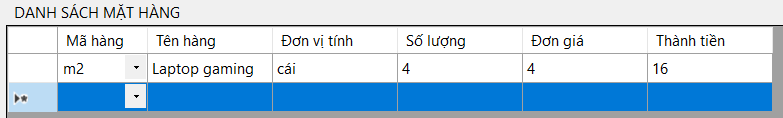 DANH SÁCH MẶT HÀNG
Mã hàng Tên hàng Đơn vị tính Số lượng Đơn giá Thành tiền
m2 Laptop gaming cái 4 4 16